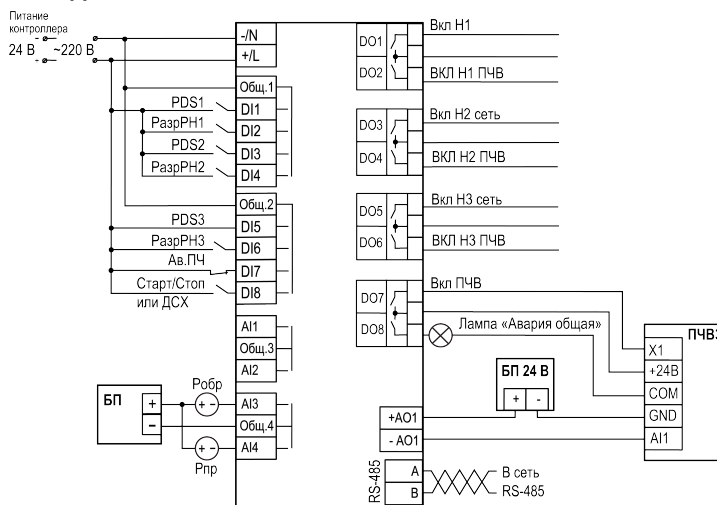 Питание
контроллера
24 В ~220 В
-/N
+/L
Общ.1
PDS1 DI1
РазрРН1 DI2
PDS2 DI3
РазрРН2 DI4
Общ.2
PDS3 DI5
РазрРН3 DI6
Ав.ПЧ DI7
Старт/Стоп DI8
или ДСХ
AI1
Общ.3
AI2
БП + − Робр + - AI3
Общ.4
+ - AI4
Рпр
DO1 Вкл Н1
DO2 ВКЛ Н1 ПЧВ
DO3 Вкл Н2 сеть
DO4 ВКЛ Н2 ПЧВ
DO5 Вкл Н3 сеть
DO6 ВКЛ Н3 ПЧВ
DO7 Вкл ПЧВ
DO8 Лампа «Авария общая»
ПЧВ3
X1
+24В
COM
GND
AI1
БП 24 В
+ -
+AO1
- AO1
RS-485
A
B
В сеть
RS-485